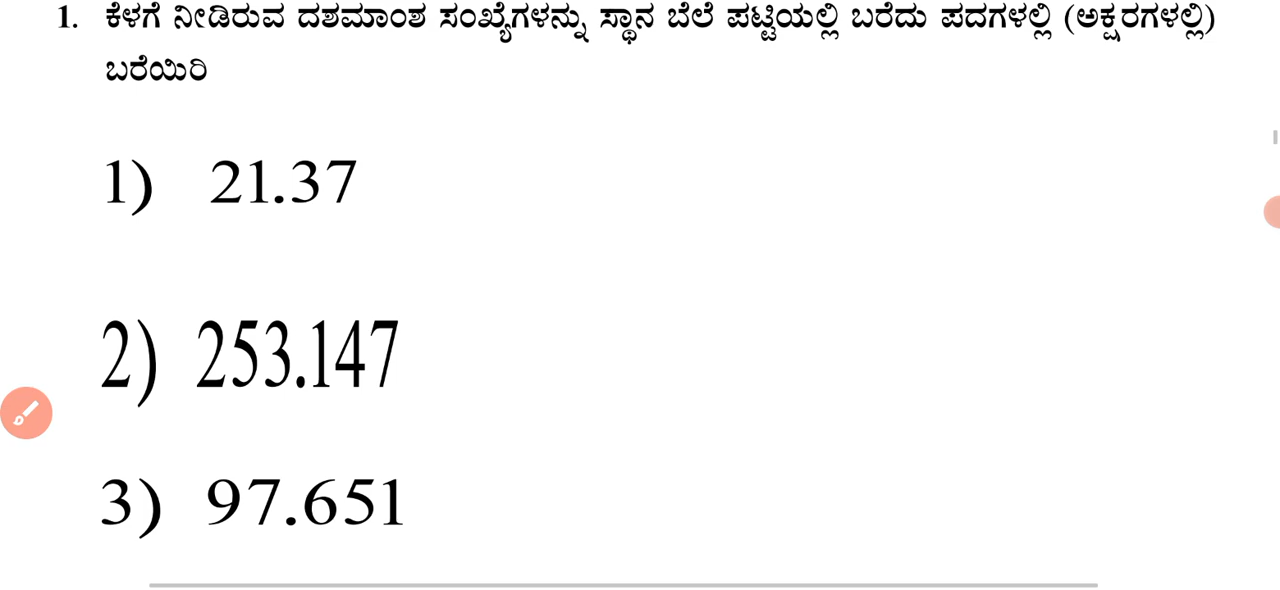 1. ಕೆಳಗೆ ನೀಡಿರುವ ದಶಮಾಂಶ ಸಂಖ್ಯೆಗಳನ್ನು ಸ್ಥಾನ ಬೆಲೆ ಪಟ್ಟಿಯಲ್ಲಿ ಬರೆದು ಪದಗಳಲ್ಲಿ (ಅಕ್ಷರಗಳಲ್ಲಿ)
ಬರೆಯಿರಿ
1) 21.37
2) 253.147
3) 97.651